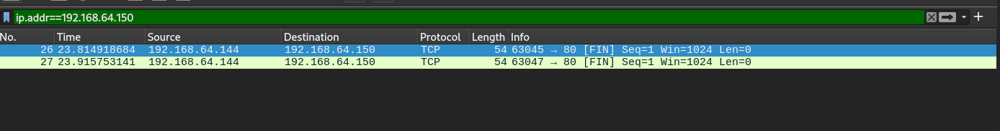 ip.addr==192.168.64.150
No. Time Source Destination Protocol Length Info
26 23.814918684 192.168.64.144 192.168.64.150 TCP 54 63045 → 80 [FIN] Seq=1 Win=1024 Len=0
27 23.915753141 192.168.64.144 192.168.64.150 TCP 54 63047 → 80 [FIN] Seq=1 Win=1024 Len=0